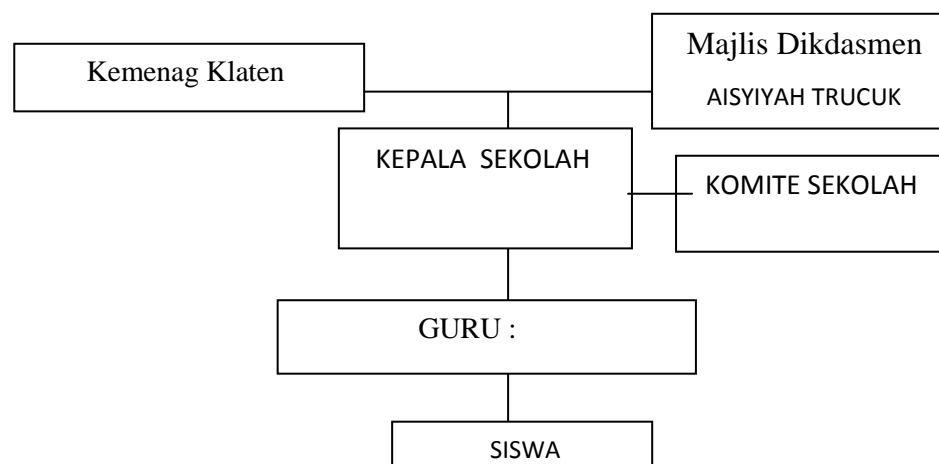 Kemenag Klaten
Majlis Dikdasmen
AISYIYAH TRUCUK
KEPALA SEKOLAH
KOMITE SEKOLAH
GURU :
SISWA